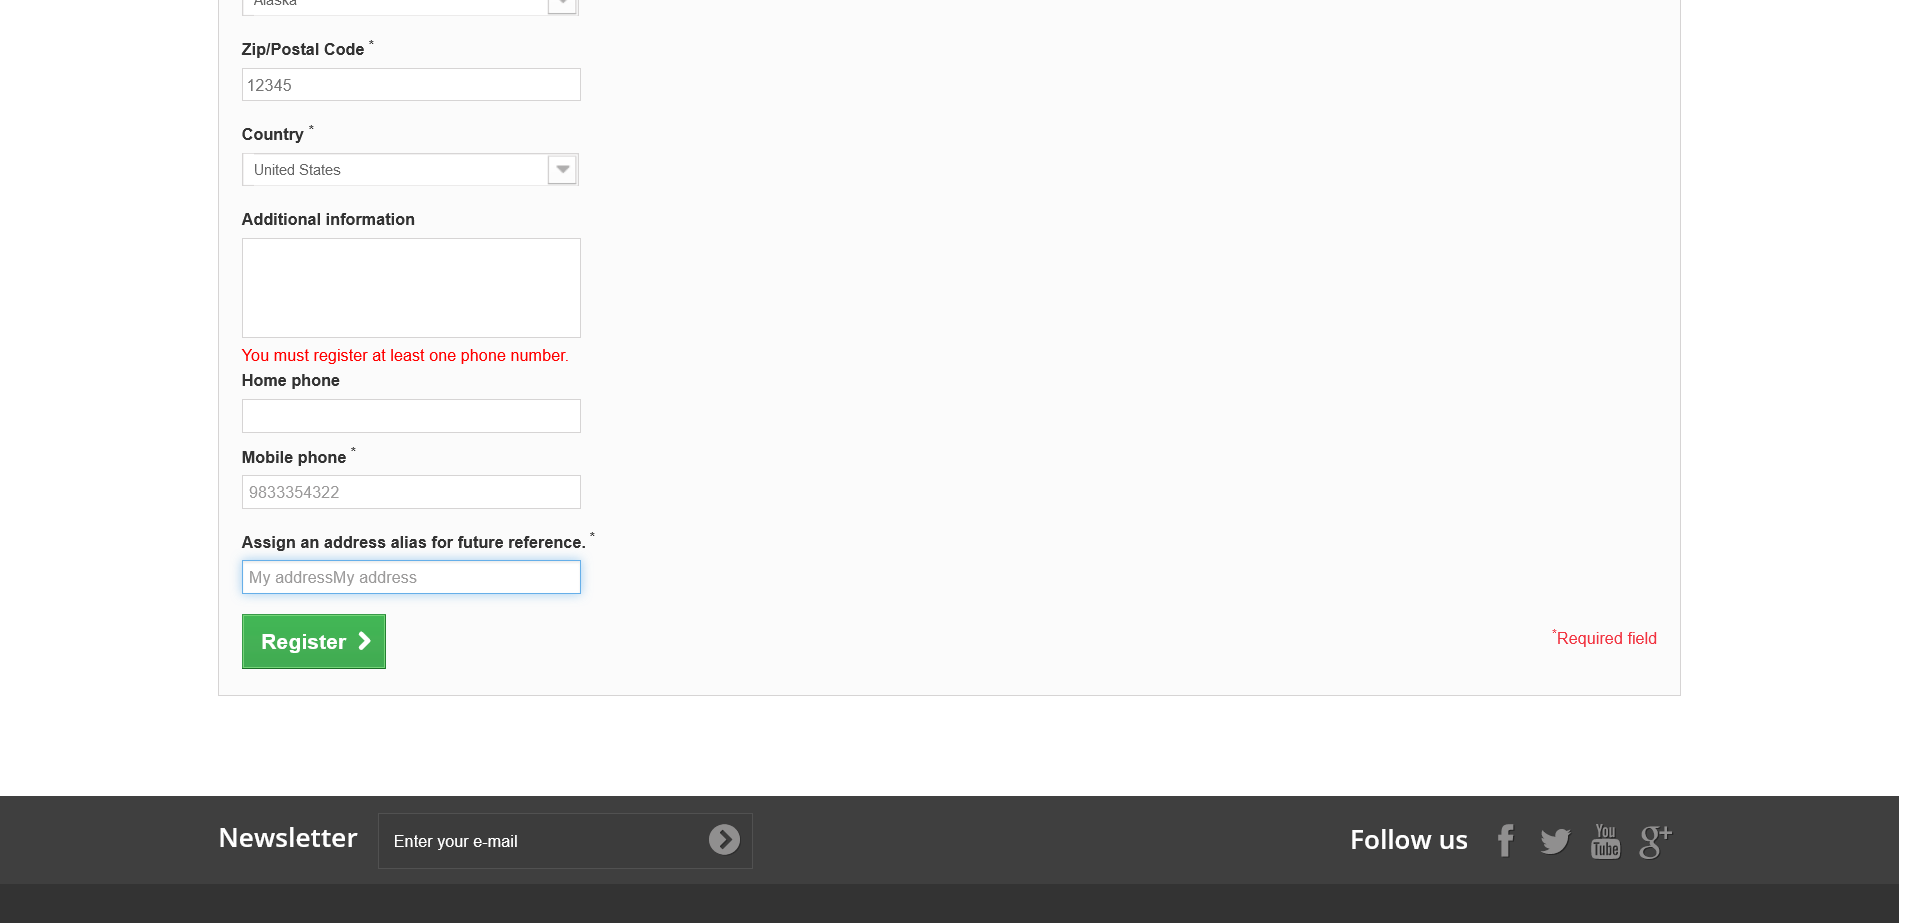 Alaska
Zip/Postal Code *
12345
Country *
United States
Additional information
You must register at least one phone number.
Home phone
Mobile phone *
9833354322
Assign an address alias for future reference. *
My addressMy address
Register
*Required field
Newsletter
Enter your e-mail
Follow us
f
You
Tube
g+